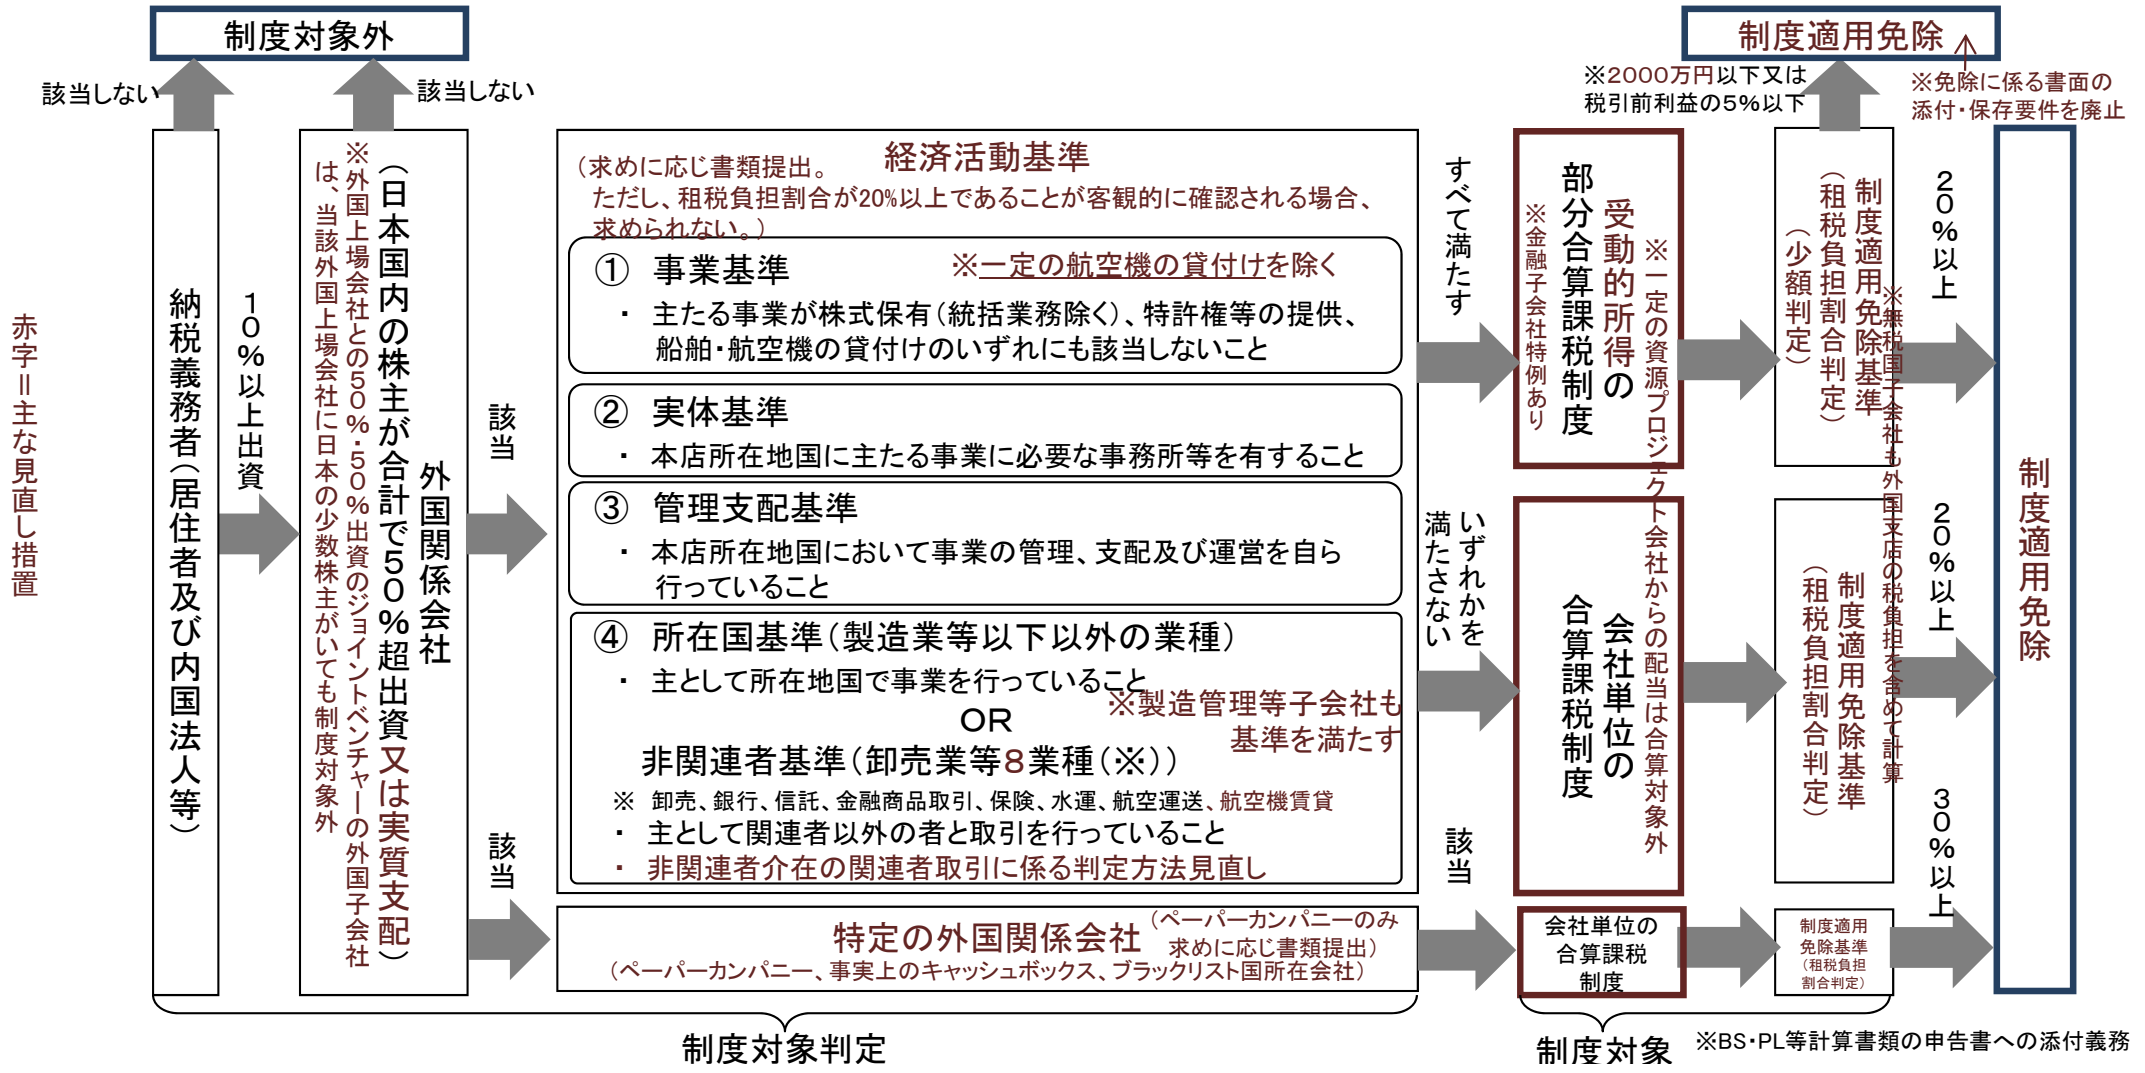 制度対象外
該当しない
該当しない
赤字=主な見直し措置
納税義務者(居住者及び内国法人等)
10%以上出資
外国関係会社
(日本国内の株主が合計で50%超出資又は実質支配)
※外国上場会社との50%・50%出資のジョイントベンチャーの外国子会社
は、当該外国上場会社に日本の少数株主がいても制度対象外
該当
該当
経済活動基準
(求めに応じ書類提出。
ただし、租税負担割合が20%以上であることが客観的に確認される場合、
求められない。)
① 事業基準
※一定の航空機の貸付けを除く
・ 主たる事業が株式保有(統括業務除く)、特許権等の提供、
船舶・航空機の貸付けのいずれにも該当しないこと
② 実体基準
・ 本店所在地国に主たる事業に必要な事務所等を有すること
③ 管理支配基準
・ 本店所在地国において事業の管理、支配及び運営を自ら
行っていること
④ 所在国基準(製造業等以下以外の業種)
・ 主として所在地国で事業を行っていること
※製造管理等子会社も
基準を満たす
OR
非関連者基準(卸売業等8業種(※))
※ 卸売、銀行、信託、金融商品取引、保険、水運、航空運送、航空機賃貸
・ 主として関連者以外の者と取引を行っていること
・ 非関連者介在の関連者取引に係る判定方法見直し
特定の外国関係会社
(ペーパーカンパニーのみ
求めに応じ書類提出)
(ペーパーカンパニー、事実上のキャッシュボックス、ブラックリスト国所在会社)
すべて満たす
いずれかを
満たさない
該当
※一定の資源プロジェクト会社からの配当は合算対象外
受動的所得の
部分合算課税制度
※金融子会社特例あり
会社単位の
合算課税制度
会社単位の
合算課税
制度
制度適用免除
※2000万円以下又は
税引前利益の5%以下
※免除に係る書面の
添付・保存要件を廃止
制度適用免除基準
(租税負担割合判定)
(少額判定)
※無税国子会社も外国支店の税負担を含めて計算
制度適用免除基準
(租税負担割合判定)
制度適用
免除基準
(租税負担
割合判定)
20%以上
20%以上
30%以上
制度適用免除
制度対象判定
制度対象
※BS・PL等計算書類の申告書への添付義務